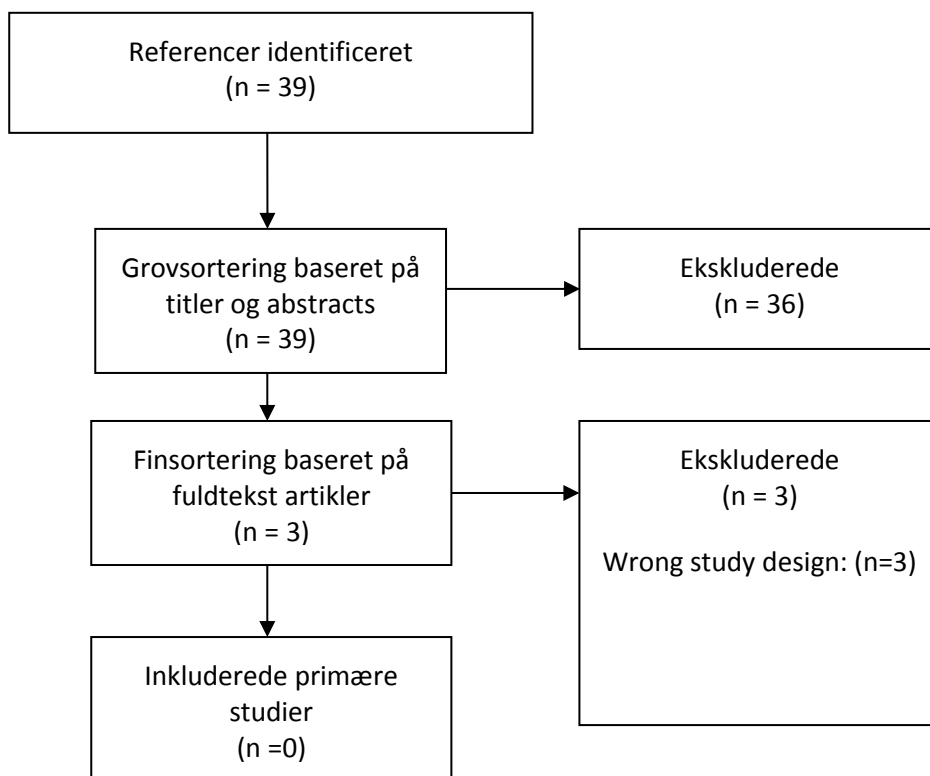 Referencer identificeret
(n = 39)
Grovsortering baseret på
titler og abstracts
(n = 39)
Ekskluderede
(n = 36)
Finsortering baseret på
fuldtekst artikler
(n = 3)
Ekskluderede
(n = 3)
Wrong study design: (n=3)
Inkluderede primære
studier
(n =0)